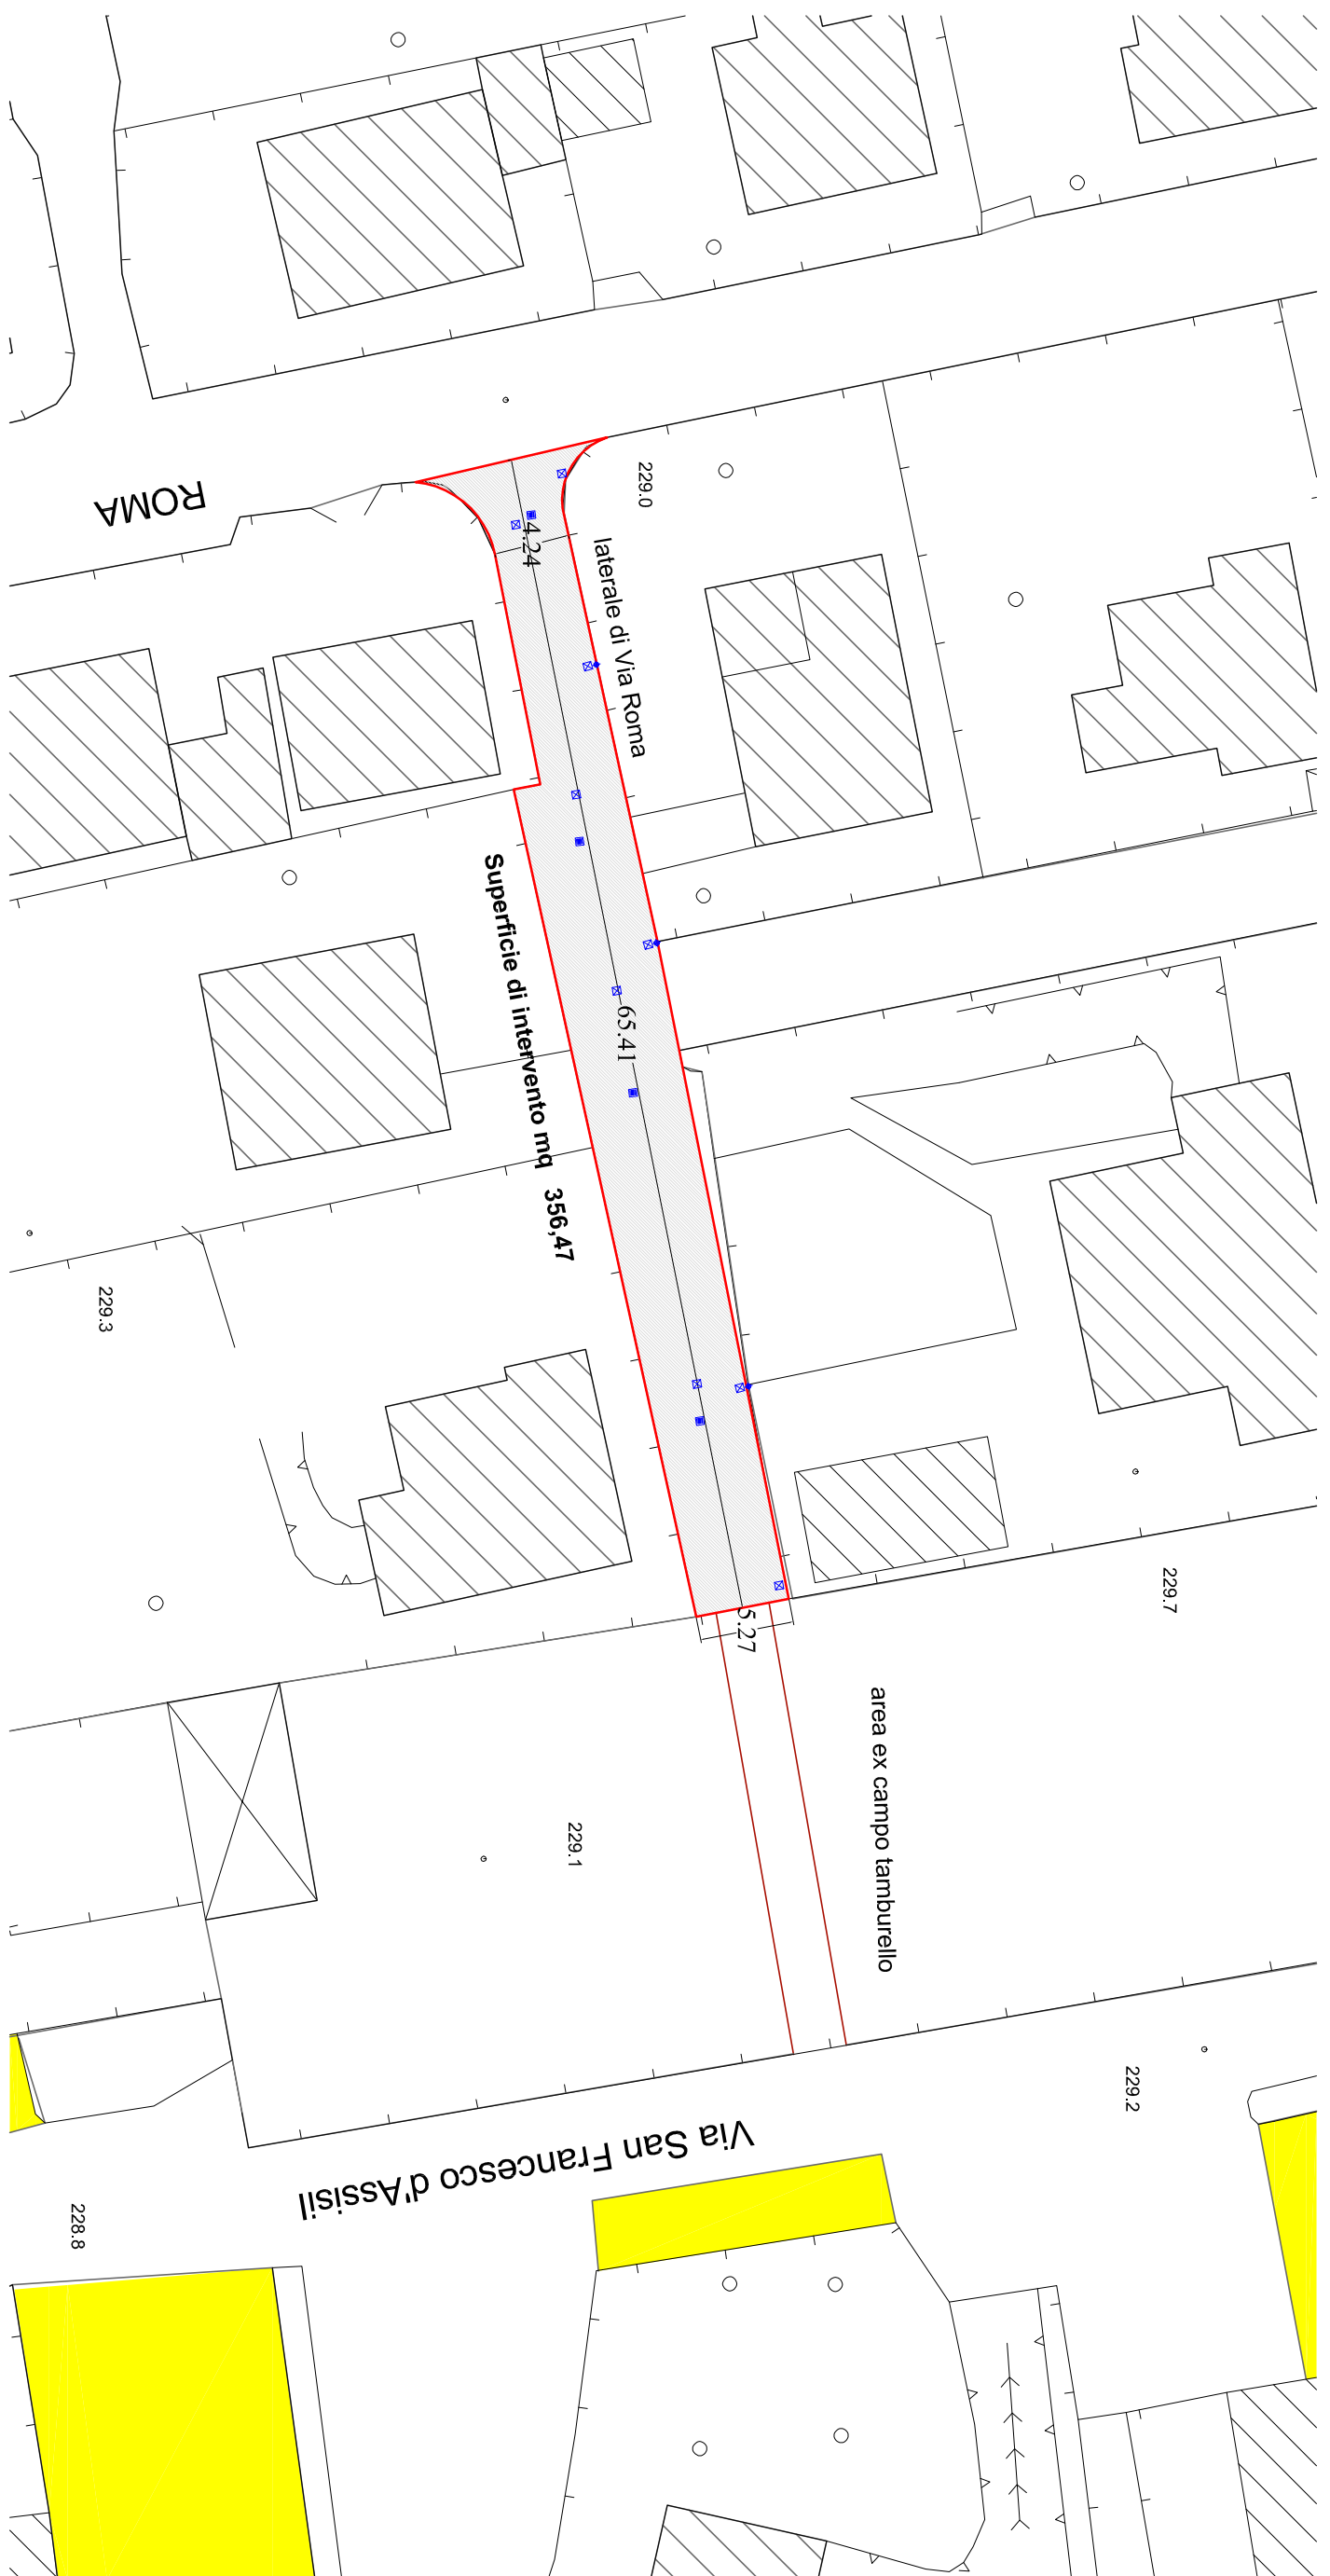 ROMA
229.0
4.24
laterale di Via Roma
Superficie di intervento mq 356,47
65.41
229.3
229.7
5.27
area ex campo tamburello
229.1
229.2
Via San Francesco d'Assisil
228.8